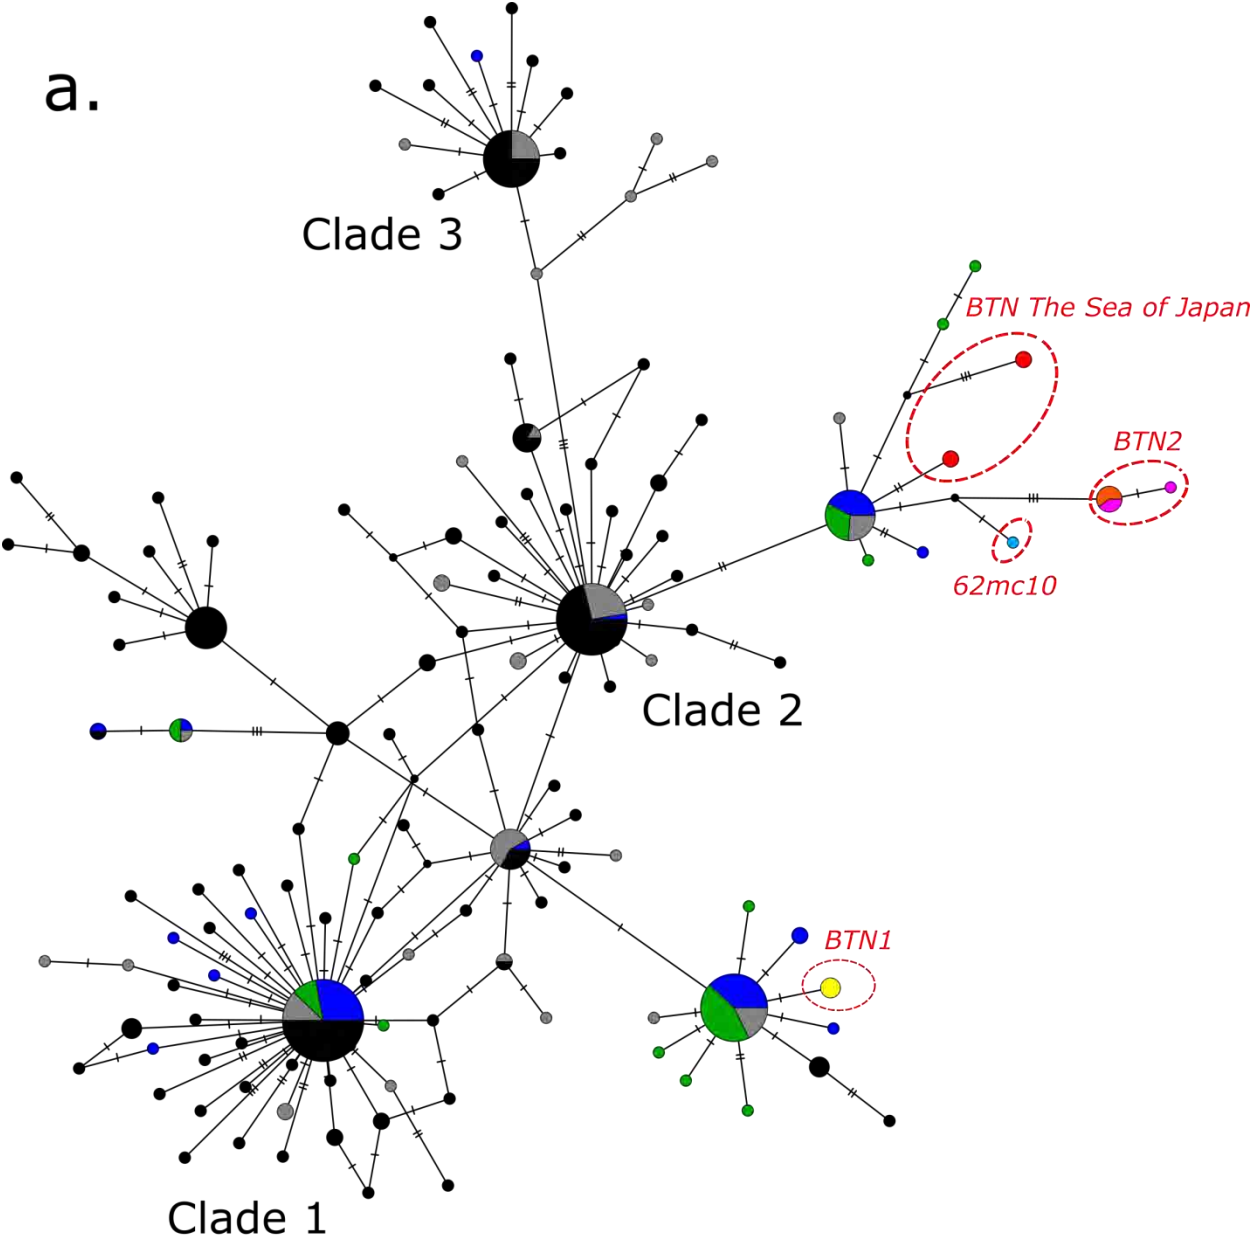 a.
Clade 3
BTN The Sea of Japan
BTN2
62mc10
Clade 2
BTN1
Clade 1